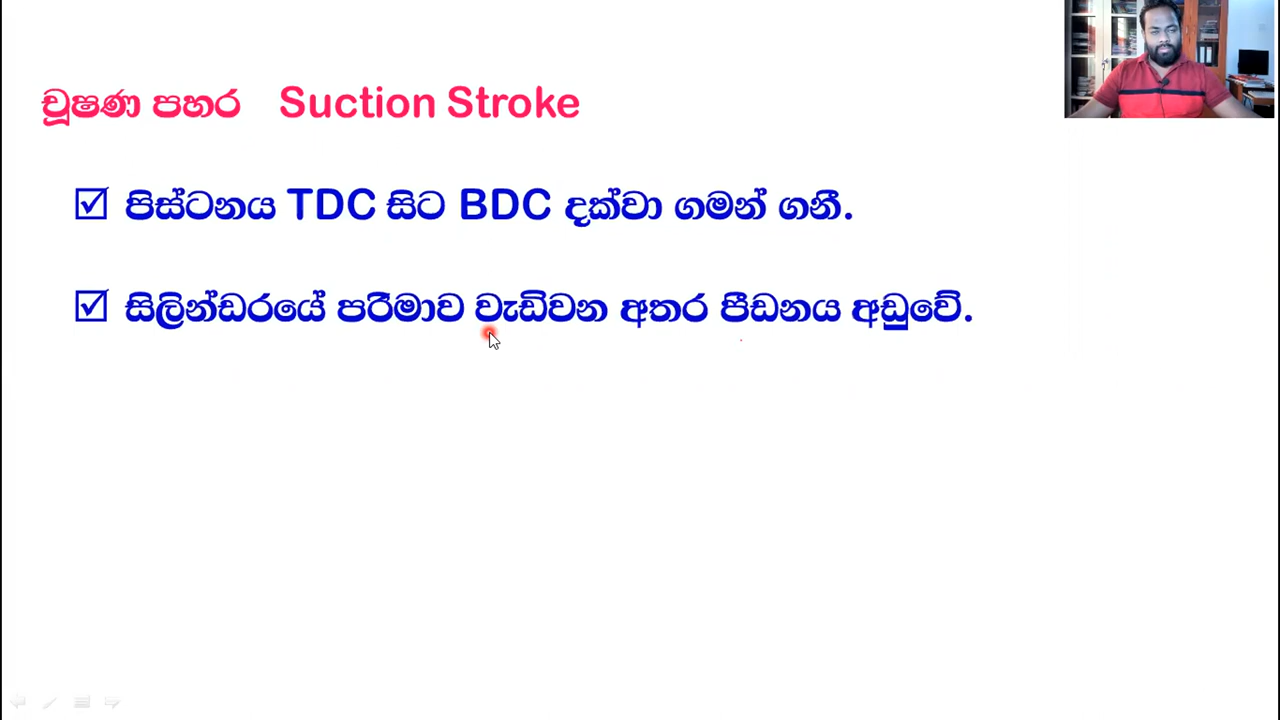 චූෂණ පහර Suction Stroke
පිස්ටනය TDC සිට BDC දක්වා ගමන් ගනී.
සිලින්ඩරයේ පරිමාව වැඩිවන අතර පීඩනය අඩුවේ.